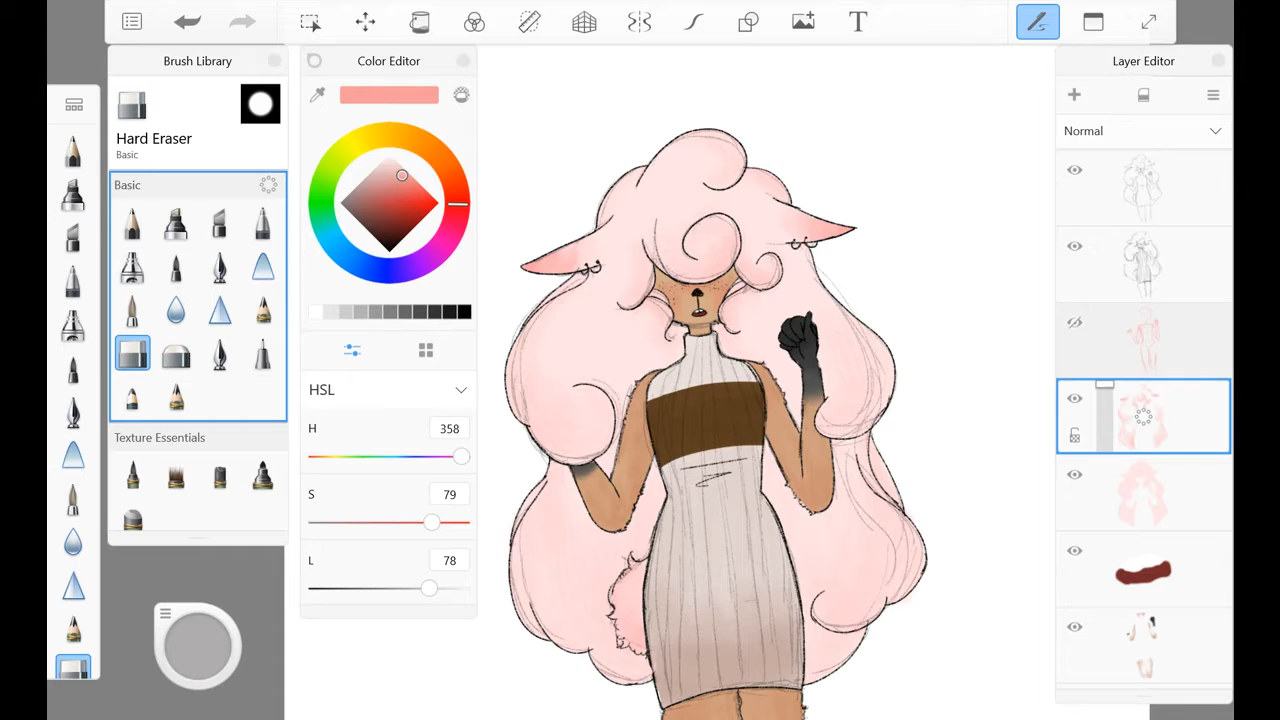 T
Brush Library
Color Editor
Layer Editor
Hard Eraser
Basic
Normal
Basic
HSL
H
358
Texture Essentials
S
79
L
78